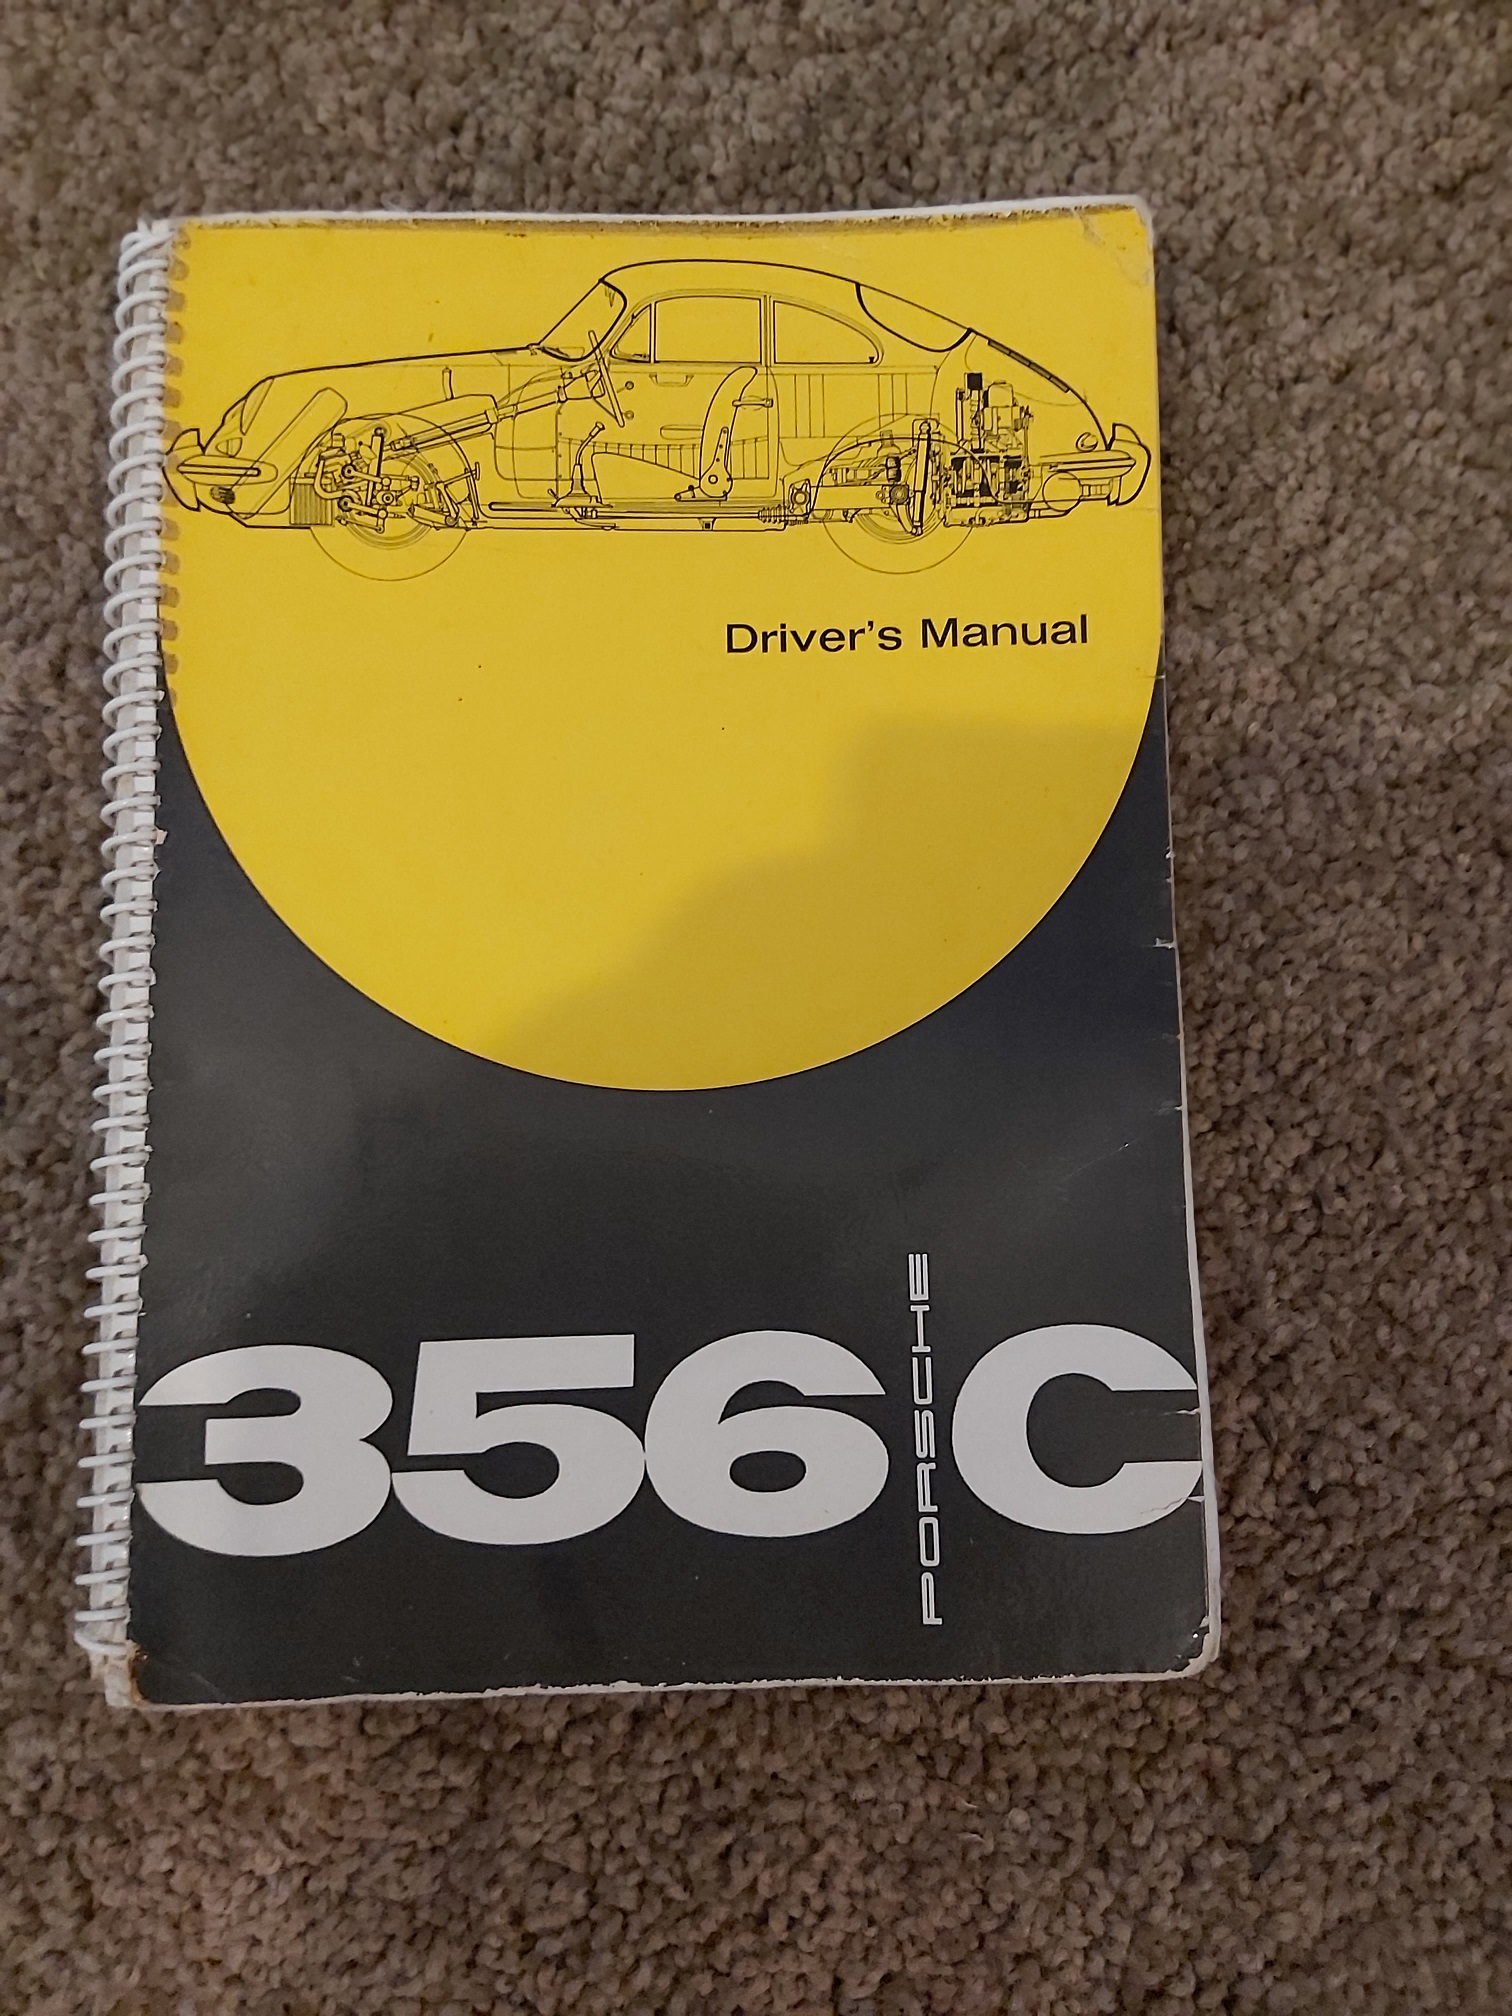 Driver's Manual
356 PORSCHE C